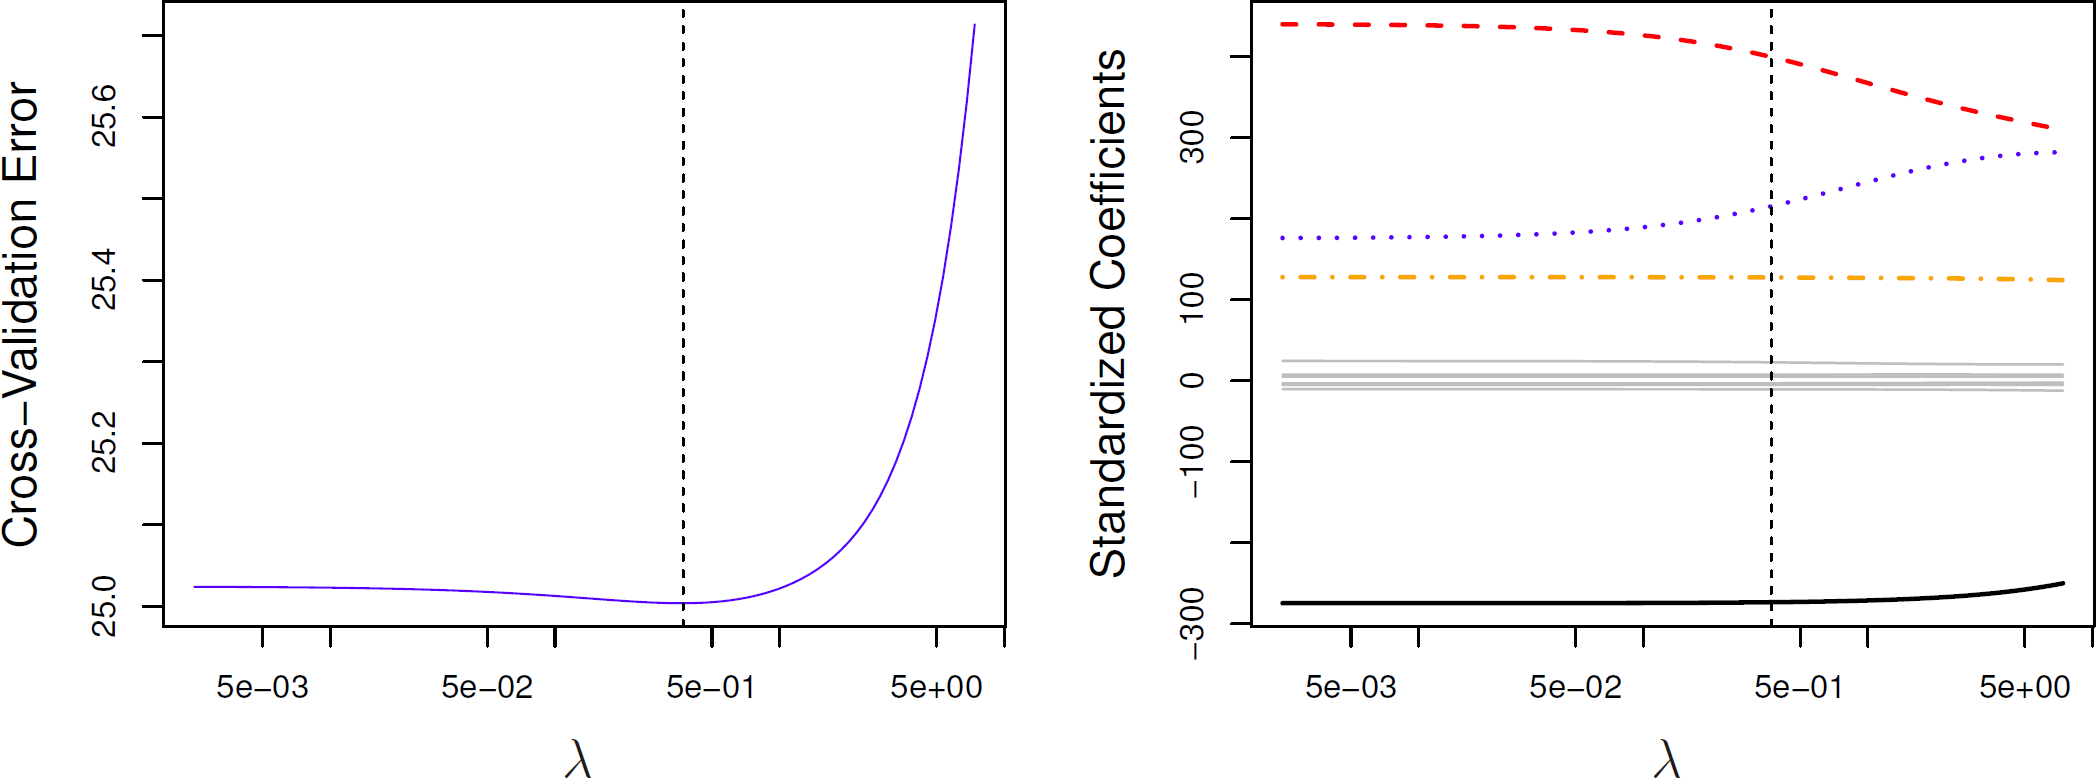 Cross−Validation Error
25.6
25.4
25.2
25.0
5e−03 5e−02 5e−01 5e+00
λ
Standardized Coefficients
300
100
0
−100
−300
5e−03 5e−02 5e−01 5e+00
λ